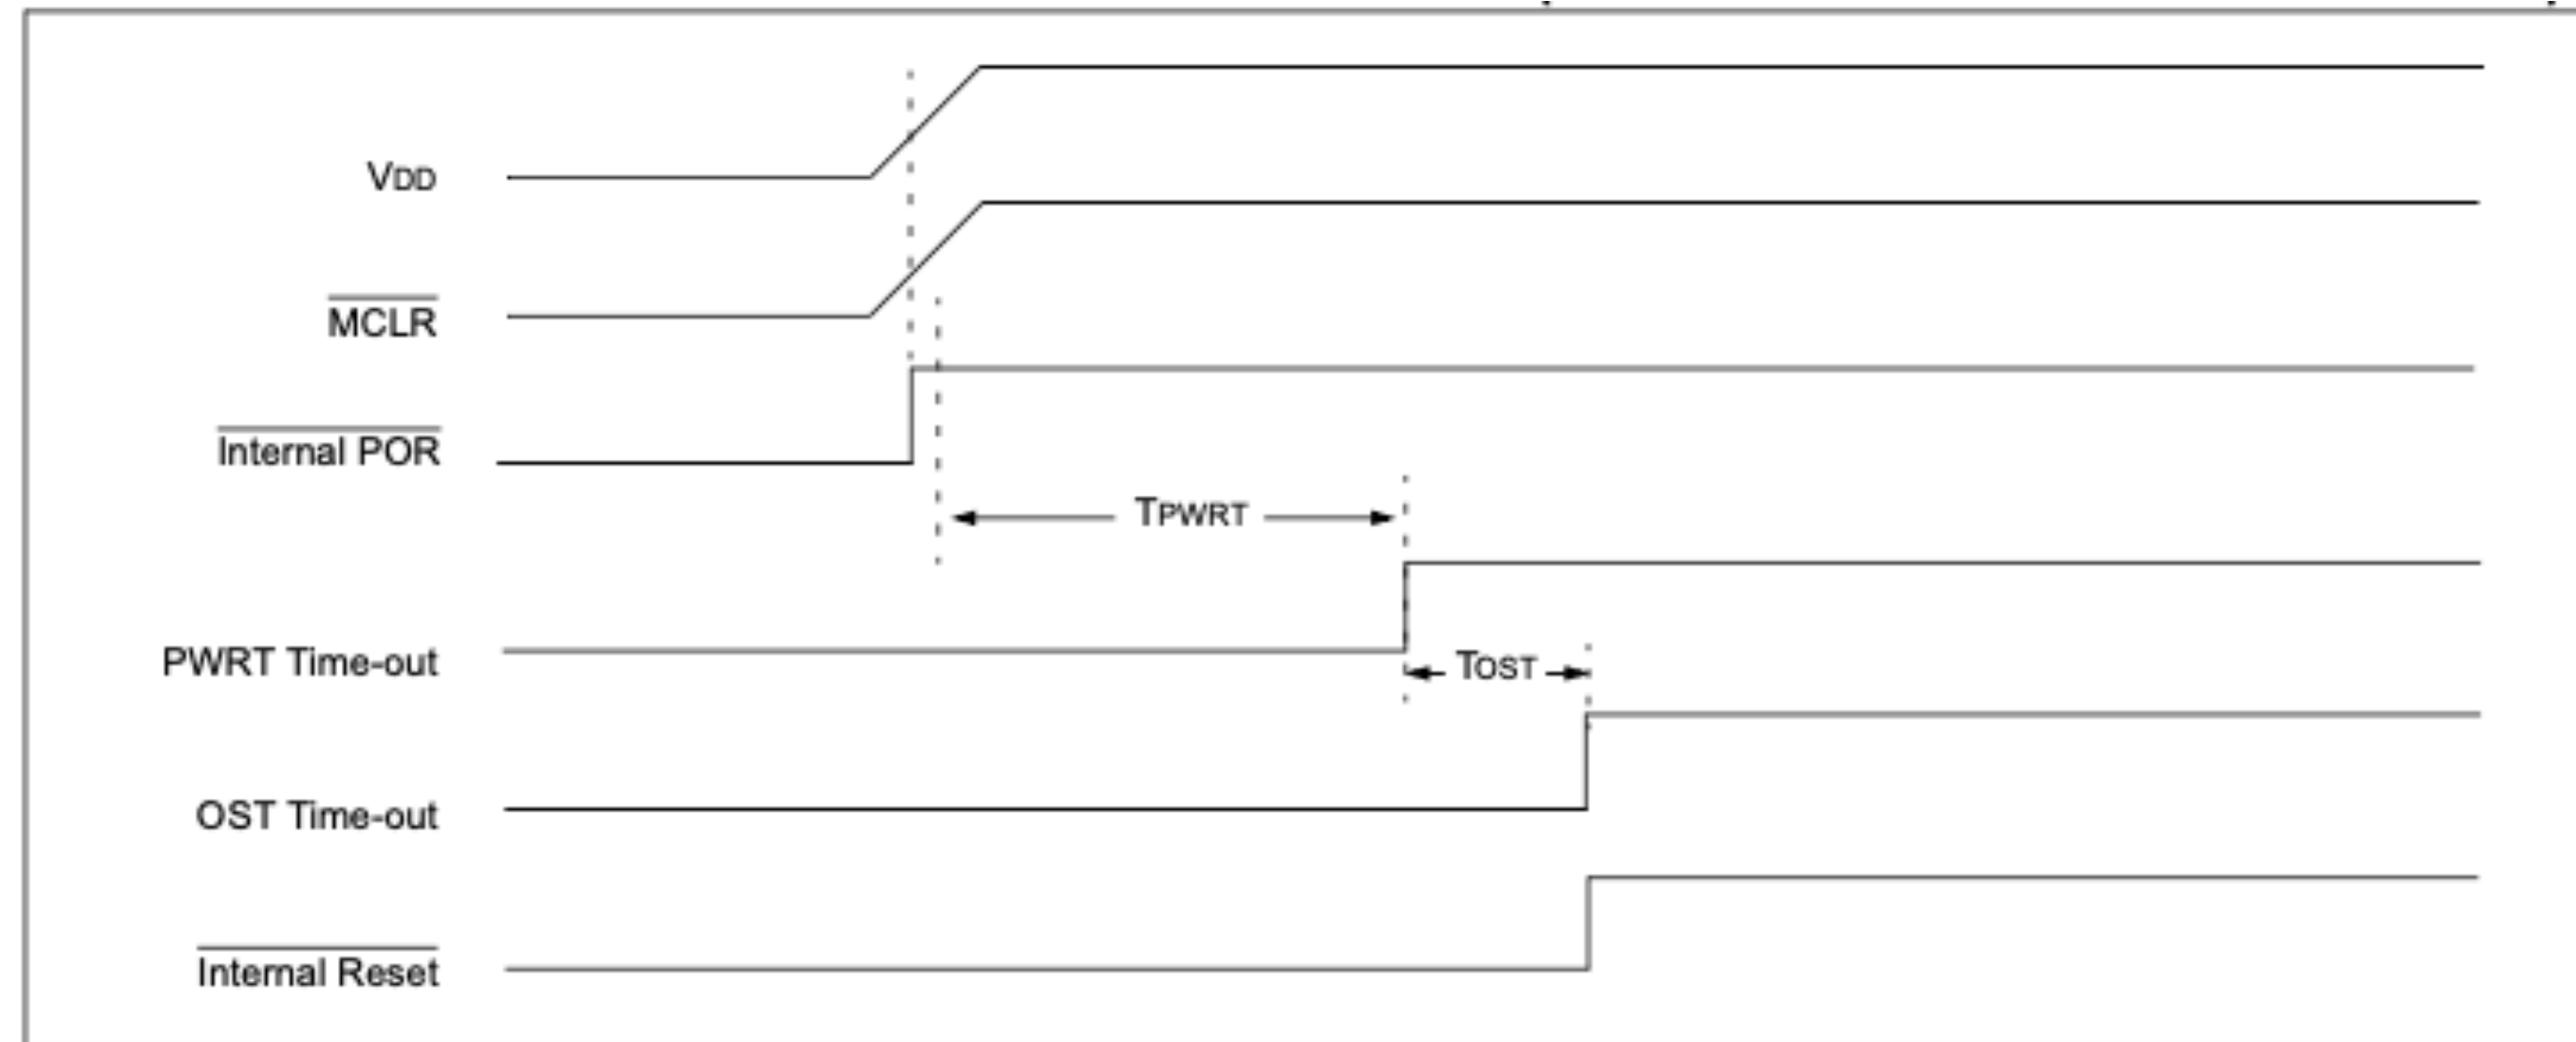 VDD
MCLR
Internal POR
TPWRT
PWRT Time-out
TOST
OST Time-out
Internal Reset